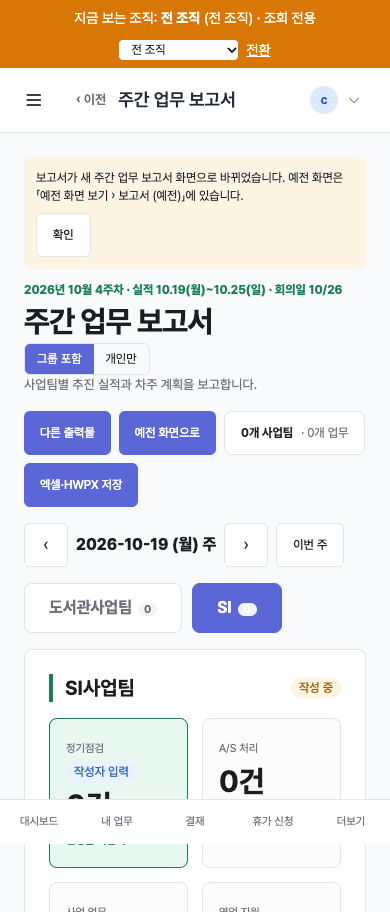 지금 보는 조직: 전 조직 (전 조직) · 조회 전용
전 조직 전환
‹ 이전 주간 업무 보고서 c
보고서가 새 주간 업무 보고서 화면으로 바뀌었습니다. 예전 화면은
「예전 화면 보기 › 보고서 (예전)」에 있습니다.
확인
2026년 10월 4주차 · 실적 10.19(월)~10.25(일) · 회의일 10/26
주간 업무 보고서
그룹 포함 개인만
사업팀별 추진 실적과 차주 계획을 보고합니다.
다른 출력물 예전 화면으로 0개 사업팀 · 0개 업무
엑셀·HWPX 저장
‹ 2026-10-19 (월) 주 › 이번 주
도서관사업팀 0 SI 0
SI사업팀 작성 중
정기점검 A/S 처리
작성자 입력
0건
대시보드 내 업무 결재 휴가 신청 더보기